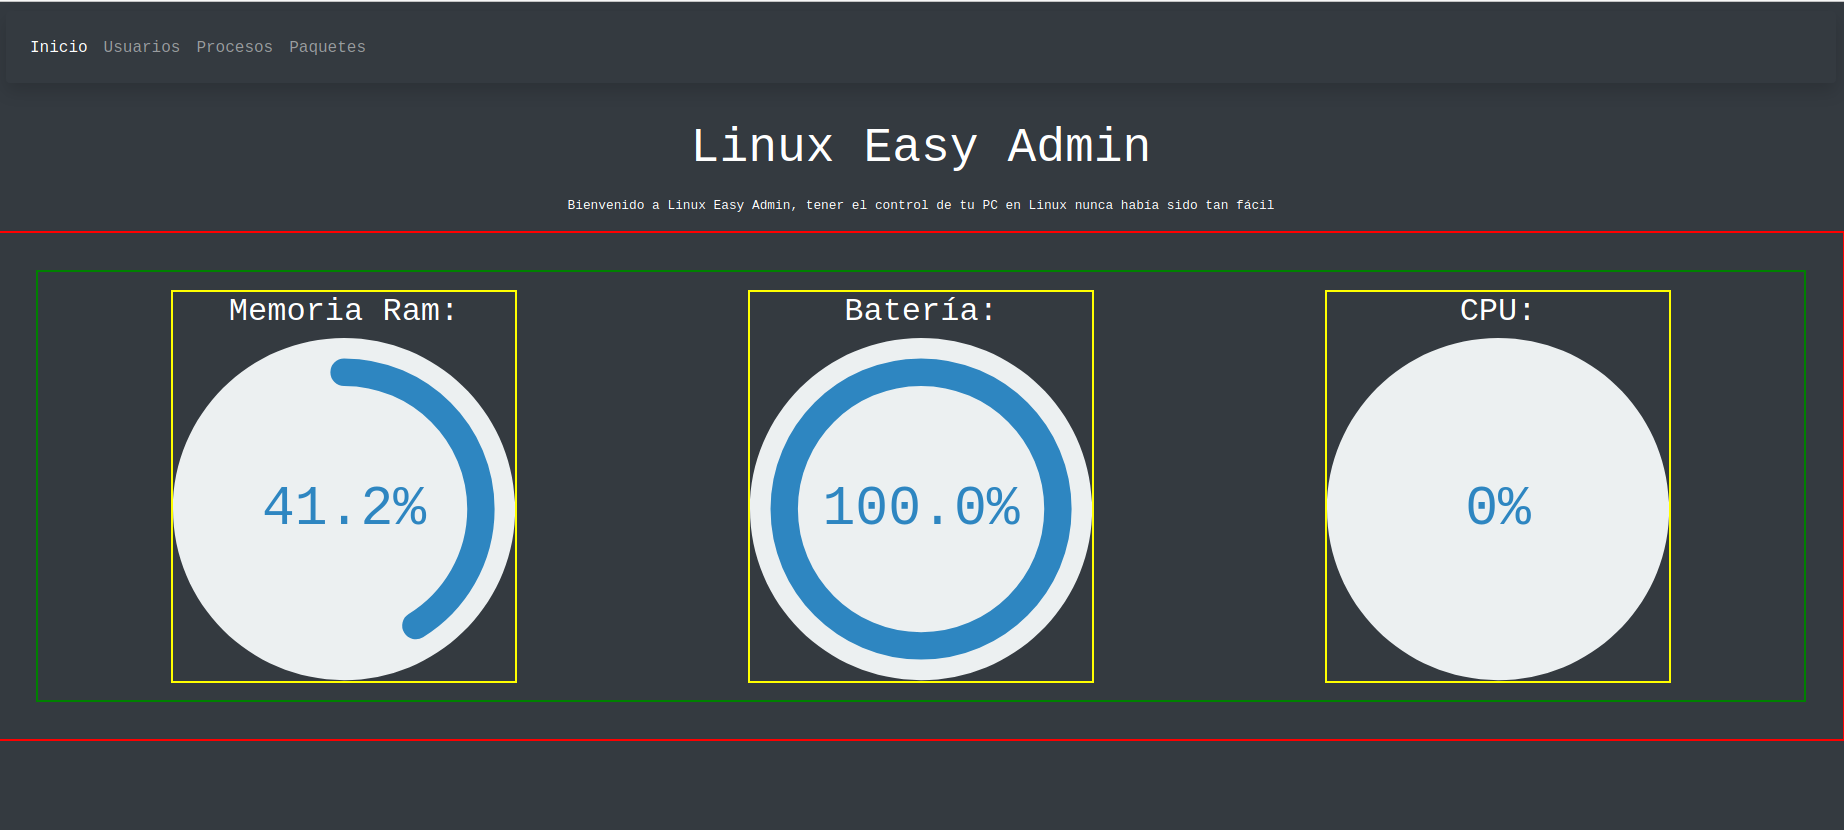 Inicio Usuarios Procesos Paquetes
Linux Easy Admin
Bienvenido a Linux Easy Admin, tener el control de tu PC en Linux nunca había sido tan fácil
Memoria Ram: Batería: CPU:
41.2% 100.0% 0%